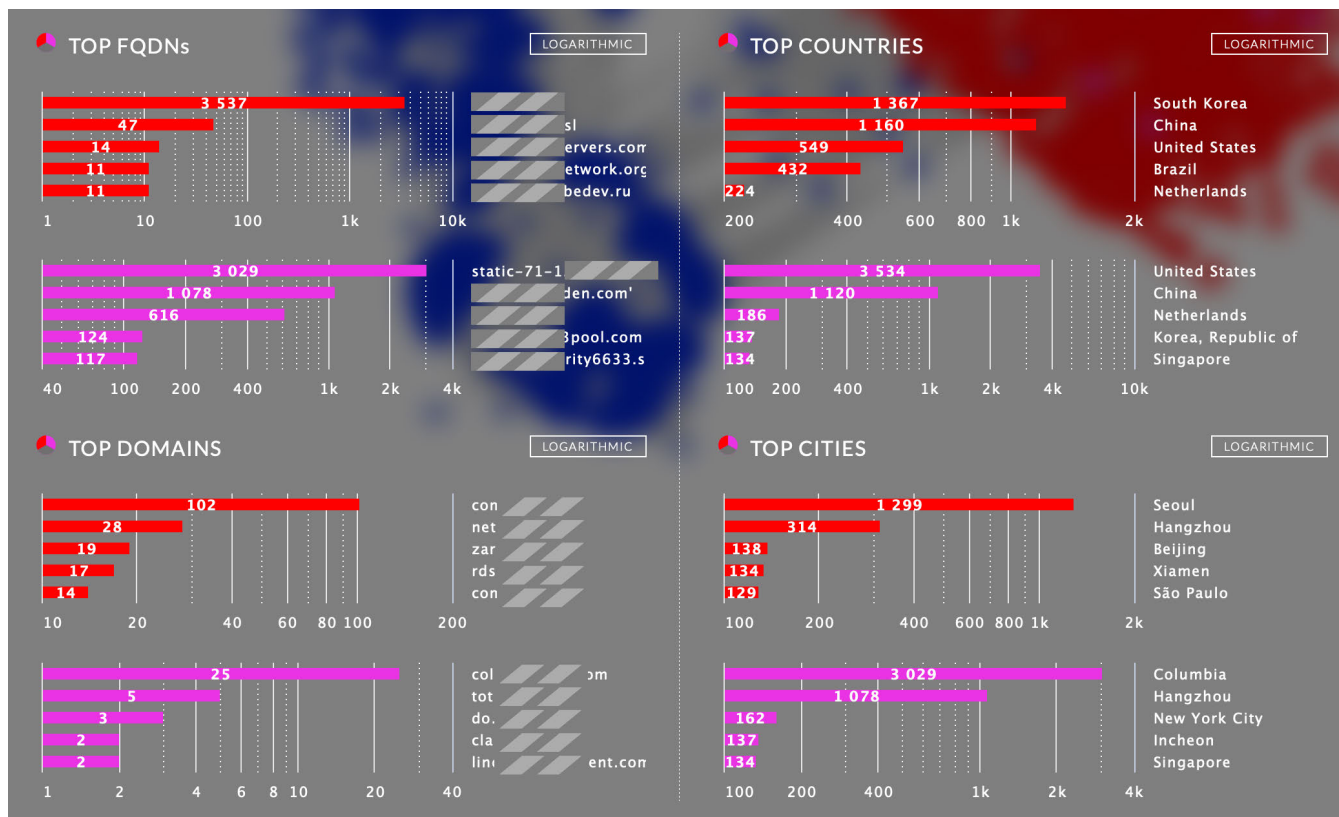 TOP FQDNs
LOGARITHMIC
3 537
47
sl
14
ervers.com
11
etwork.org
11
bedev.ru
1 10 100 1k 10k
3 029
static-71-1
1 078
den.com'
616
124
3pool.com
117
rity6633.s
40 100 200 400 1k 2k 4k
TOP COUNTRIES
LOGARITHMIC
1 367 South Korea
1 160 China
549 United States
432 Brazil
224 Netherlands
200 400 600 800 1k 2k
3 534 United States
1 120 China
186 Netherlands
137 Korea, Republic of
134 Singapore
100 200 400 1k 2k 4k 10k
TOP DOMAINS
LOGARITHMIC
102 con
28 net
19 zar
17 rds
14 con
10 20 40 60 80 100 200
25 col om
5 tot
3 do.
2 cla
2 lin ent.com
1 2 4 6 8 10 20 40
TOP CITIES
LOGARITHMIC
1 299 Seoul
314 Hangzhou
138 Beijing
134 Xiamen
129 São Paulo
100 200 400 600 800 1k 2k
3 029 Columbia
1 078 Hangzhou
162 New York City
137 Incheon
134 Singapore
100 200 400 1k 2k 4k